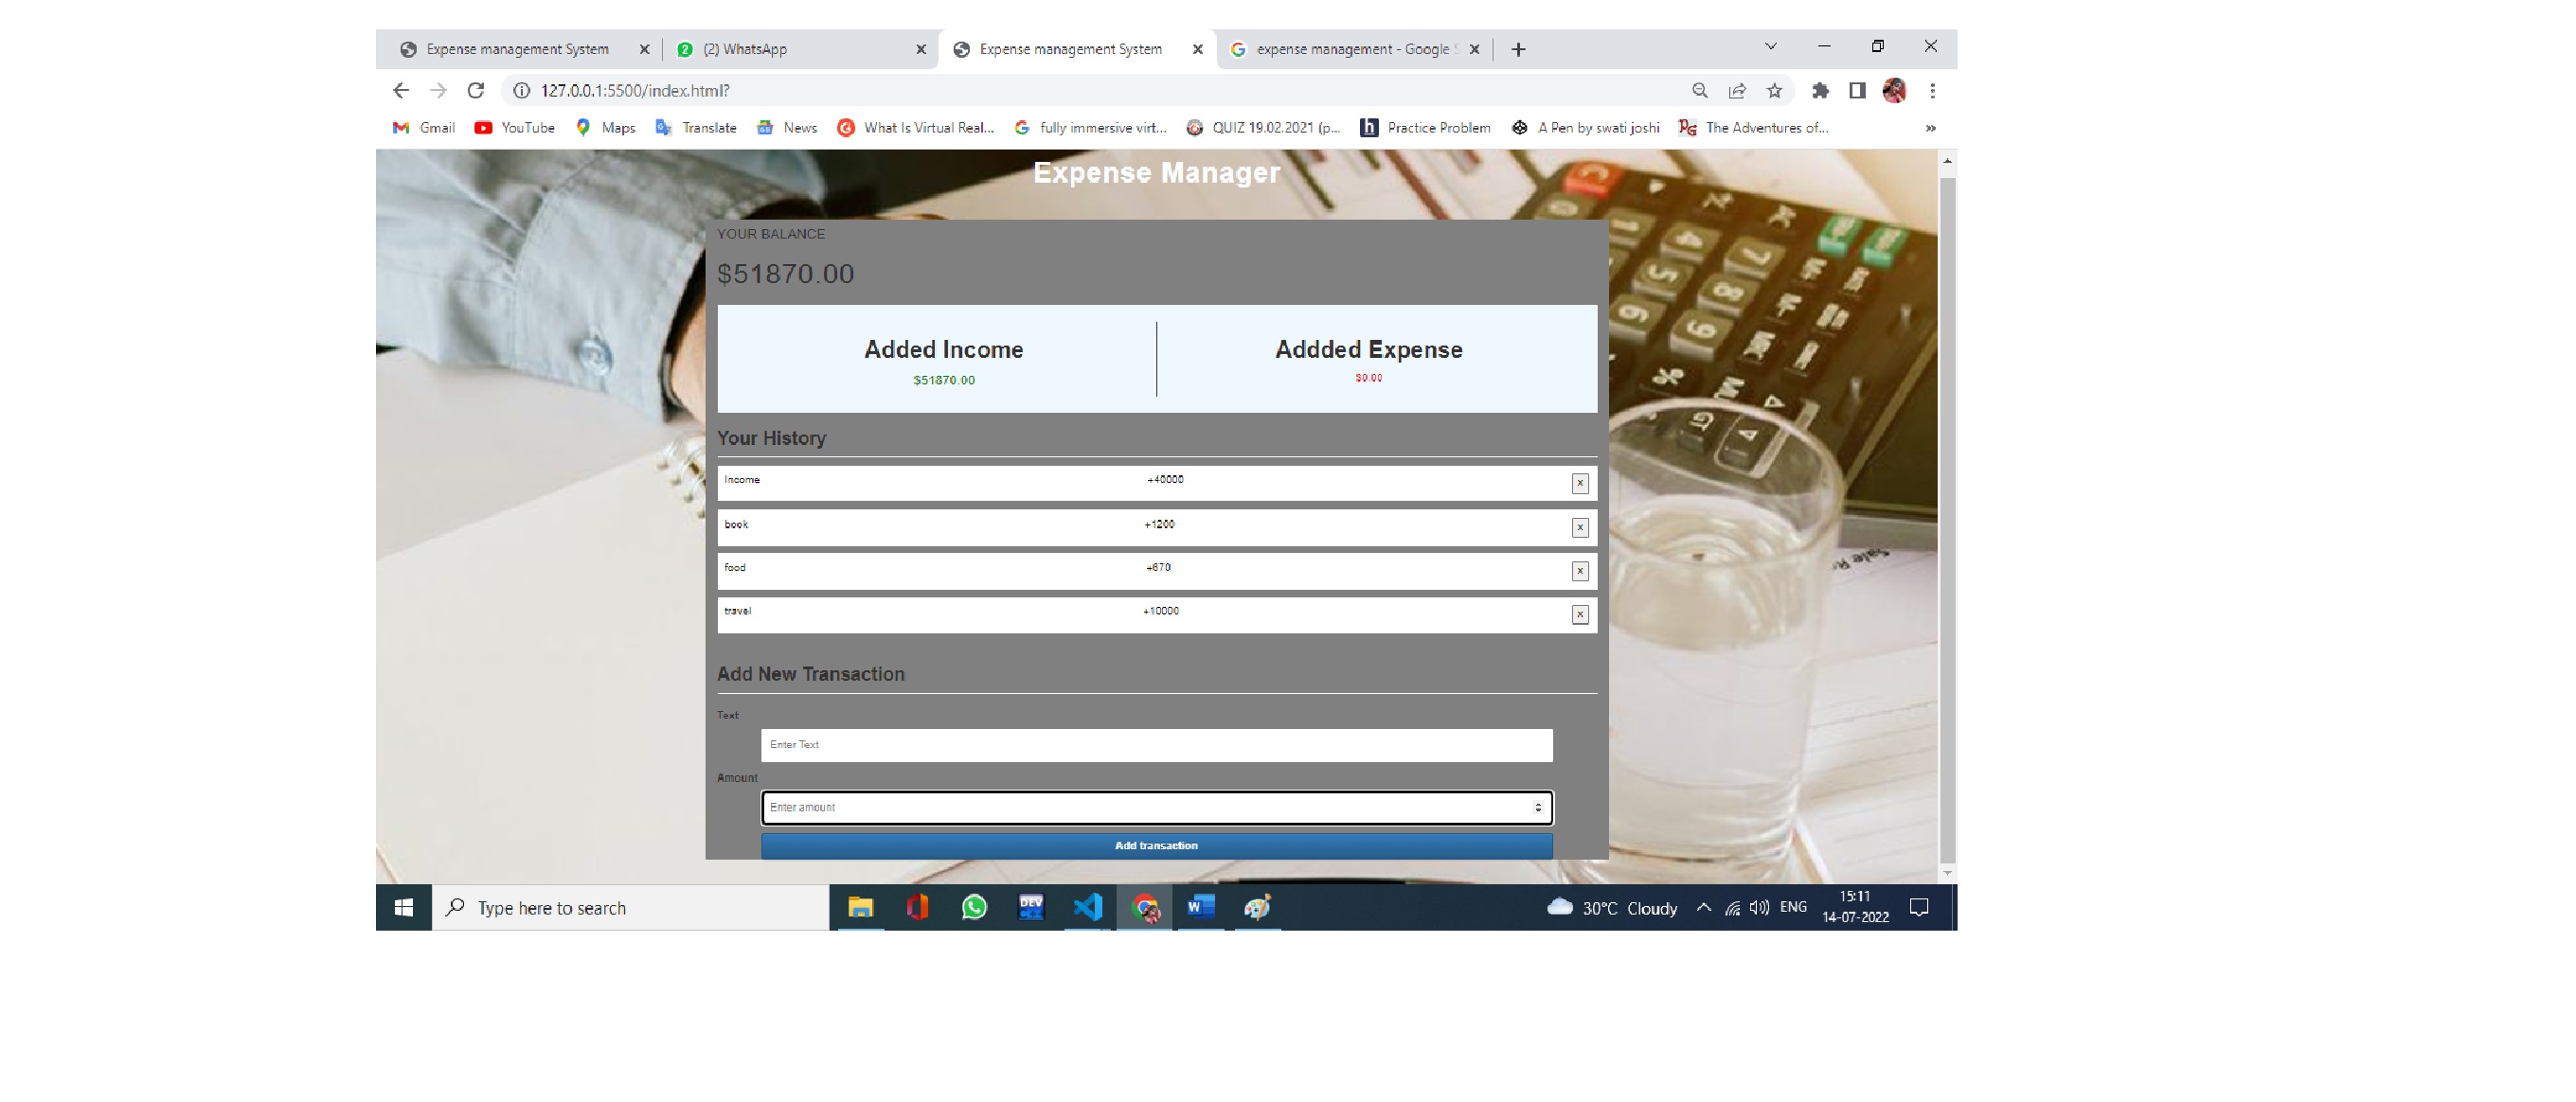 Expense management System
(2) WhatsApp
Expense management System
expense management - Google S
127.0.0.1:5500/index.html?
Gmail
YouTube
Maps
Translate
News
What Is Virtual Real...
fully immersive virt...
QUIZ 19.02.2021 (p...
Practice Problem
A Pen by swati joshi
The Adventures of...
»
Expense Manager
YOUR BALANCE
$51870.00
Added Income
$51870.00
Addded Expense
$0.00
Your History
Income +40000 x
book +1200 x
food +670 x
travel +10000 x
Add New Transaction
Text
Enter Text
Amount
Enter amount
Add transaction
Type here to search
DEV
30°C Cloudy
ENG
15:11
14-07-2022